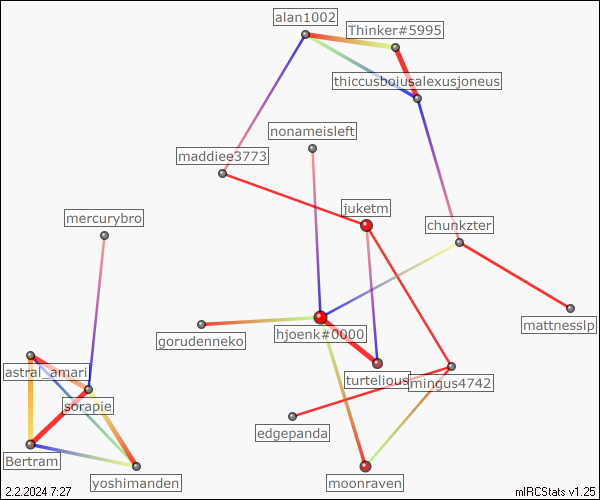 alan1002
Thinker#5995
thiccusboiusalexusjoneus
nonameisleft
maddiee3773
juketm
mercurybro
chunkzter
mattnesslp
gorudenneko
hjoenk#0000
astral_amari
turtelious
mingus4742
sorapie
edgepanda
Bertram
yoshimanden
moonraven
2.2.2024 7:27
mIRCStats v1.25